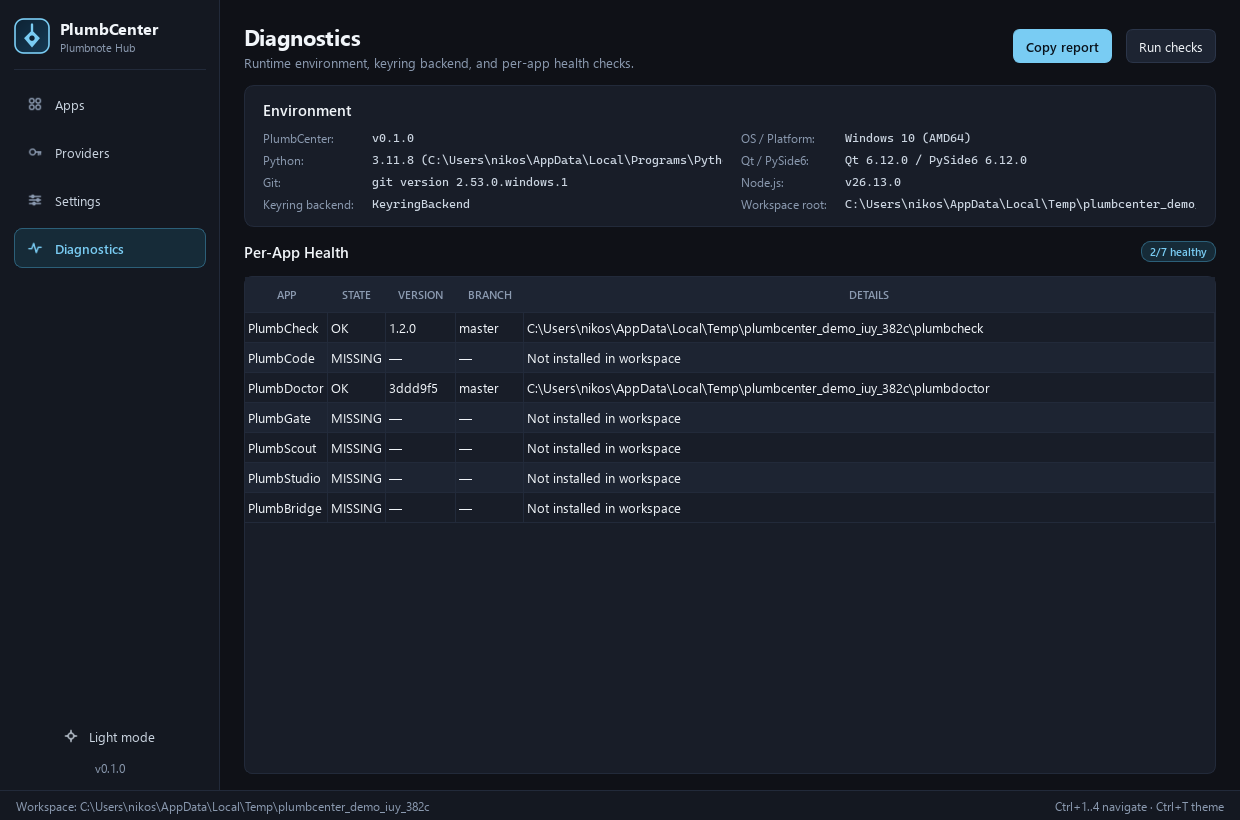 PlumbCenter
Plumbnote Hub
Apps
Providers
Settings
Diagnostics
Light mode
v0.1.0
Diagnostics
Runtime environment, keyring backend, and per-app health checks.
Copy report
Run checks
Environment
PlumbCenter: v0.1.0 OS / Platform: Windows 10 (AMD64)
Python: 3.11.8 (C:\Users\nikos\AppData\Local\Programs\Pyth Qt / PySide6: Qt 6.12.0 / PySide6 6.12.0
Git: git version 2.53.0.windows.1 Node.js: v26.13.0
Keyring backend: KeyringBackend Workspace root: C:\Users\nikos\AppData\Local\Temp\plumbcenter_demo_
Per-App Health 2/7 healthy
APP STATE VERSION BRANCH DETAILS
PlumbCheck OK 1.2.0 master C:\Users\nikos\AppData\Local\Temp\plumbcenter_demo_iuy_382c\plumbcheck
PlumbCode MISSING — — Not installed in workspace
PlumbDoctor OK 3ddd9f5 master C:\Users\nikos\AppData\Local\Temp\plumbcenter_demo_iuy_382c\plumbdoctor
PlumbGate MISSING — — Not installed in workspace
PlumbScout MISSING — — Not installed in workspace
PlumbStudio MISSING — — Not installed in workspace
PlumbBridge MISSING — — Not installed in workspace
Workspace: C:\Users\nikos\AppData\Local\Temp\plumbcenter_demo_iuy_382c
Ctrl+1..4 navigate · Ctrl+T theme